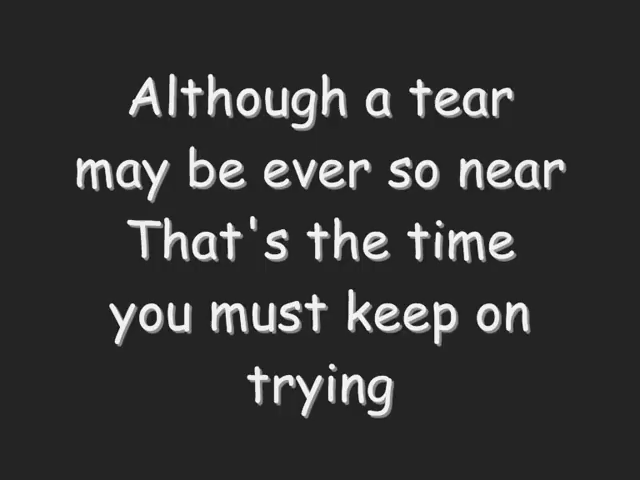 Although a tear
may be ever so near
That's the time
you must keep on
trying